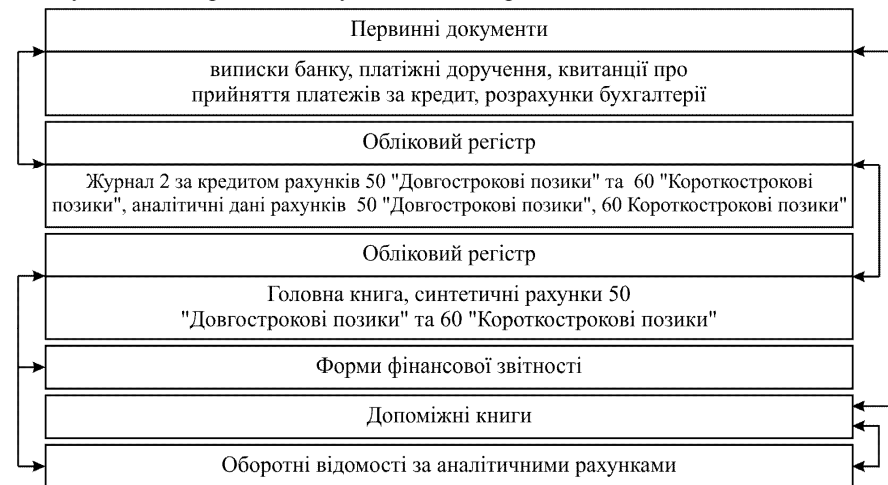 Первинні документи
виписки банку, платіжні доручення, квитанції про
прийняття платежів за кредит, розрахунки бухгалтерії
Обліковий регістр
Журнал 2 за кредитом рахунків 50 "Довгострокові позики" та 60 "Короткострокові
позики", аналітичні дані рахунків 50 "Довгострокові позики", 60 Короткострокові позики"
Обліковий регістр
Головна книга, синтетичні рахунки 50
"Довгострокові позики" та 60 "Короткострокові позики"
Форми фінансової звітності
Допоміжні книги
Оборотні відомості за аналітичними рахунками